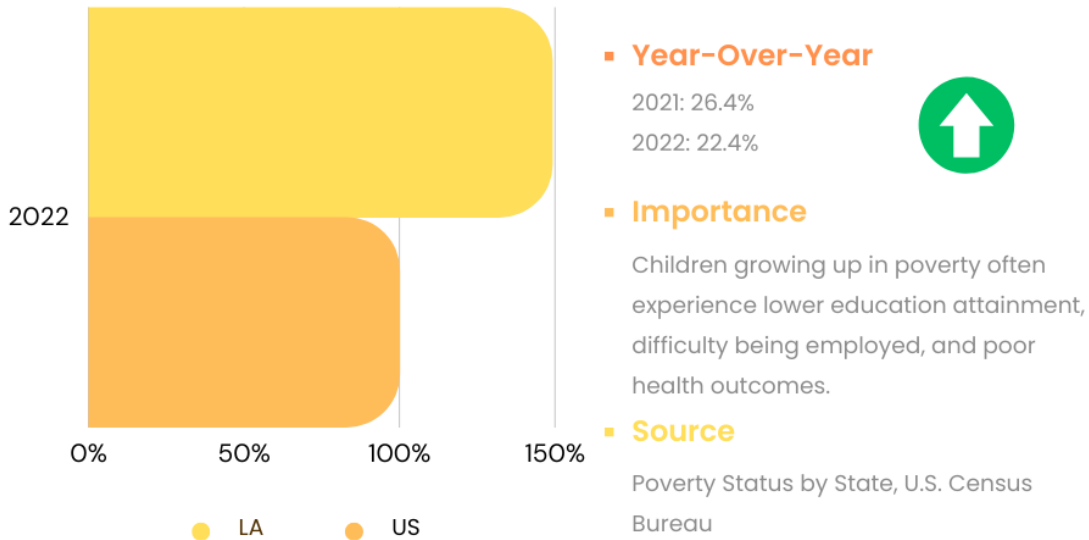 2022
0%
50%
100%
150%
LA
US
Year-Over-Year
2021: 26.4%
2022: 22.4%
Importance
Children growing up in poverty often
experience lower education attainment,
difficulty being employed, and poor
health outcomes.
Source
Poverty Status by State, U.S. Census
Bureau